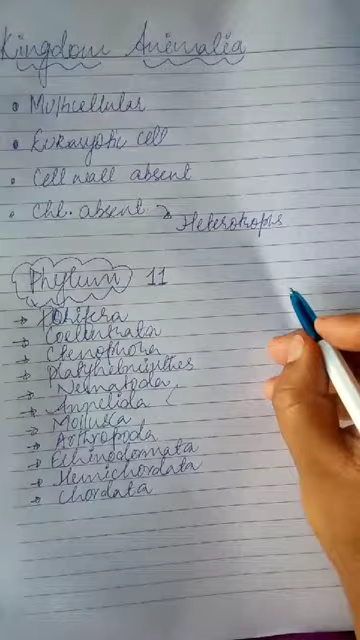 Kingdom Animalia
• Multicellular
• Eukaryotic cell
• Cell wall absent
• Chl. absent → Heterotrophs
Phylum 11
→ Porifera
→ Coelentrata
→ Ctenophora
→ Platyhelminthes
→ Nematoda
→ Annelida
→ Mollusca
→ Arthropoda
→ Echinodermata
→ Hemichordata
→ Chordata